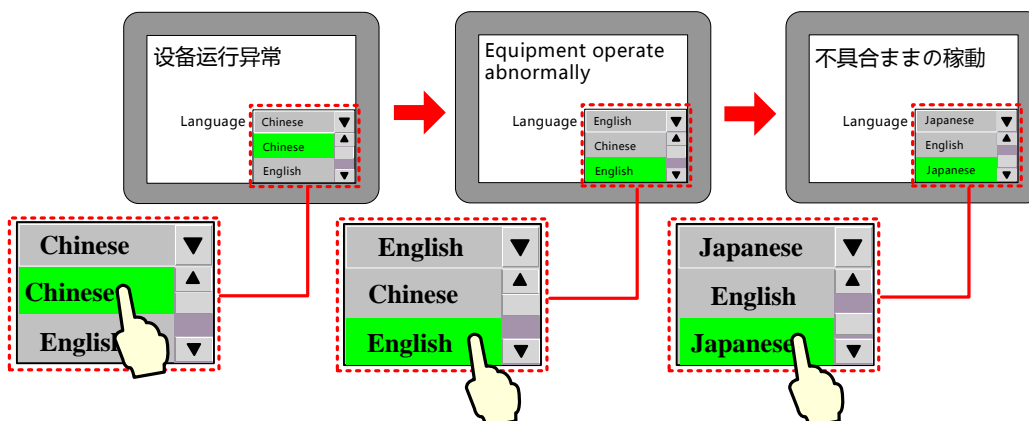 设备运行异常
Language
Chinese
Chinese
English
Equipment operate
abnormally
Language
English
Chinese
English
不具合ままの稼動
Language
Japanese
English
Japanese
Chinese
Chinese
English
English
Chinese
English
Japanese
English
Japanese